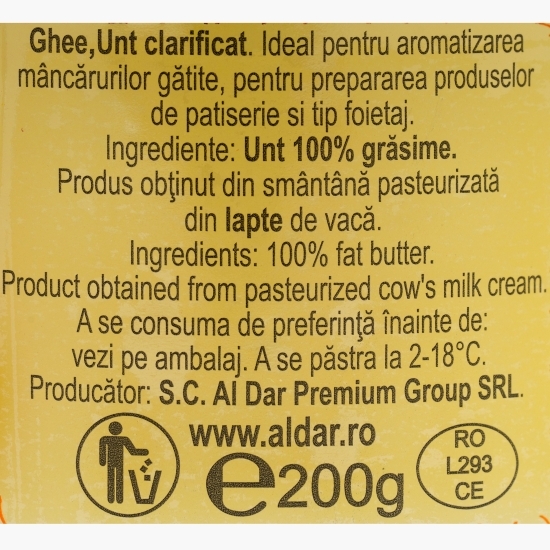 Ghee,Unt clarificat. Ideal pentru aromatizarea
mâncărurilor gătite, pentru prepararea produselor
de patiserie si tip foietaj.
Ingrediente: Unt 100% grăsime.
Produs obţinut din smântână pasteurizată
din lapte de vacă.
Ingredients: 100% fat butter.
Product obtained from pasteurized cow's milk cream.
A se consuma de preferinţă înainte de:
vezi pe ambalaj. A se păstra la 2-18°C.
Producător: S.C. Al Dar Premium Group SRL.
www.aldar.ro
℮200g
RO
L293
CE